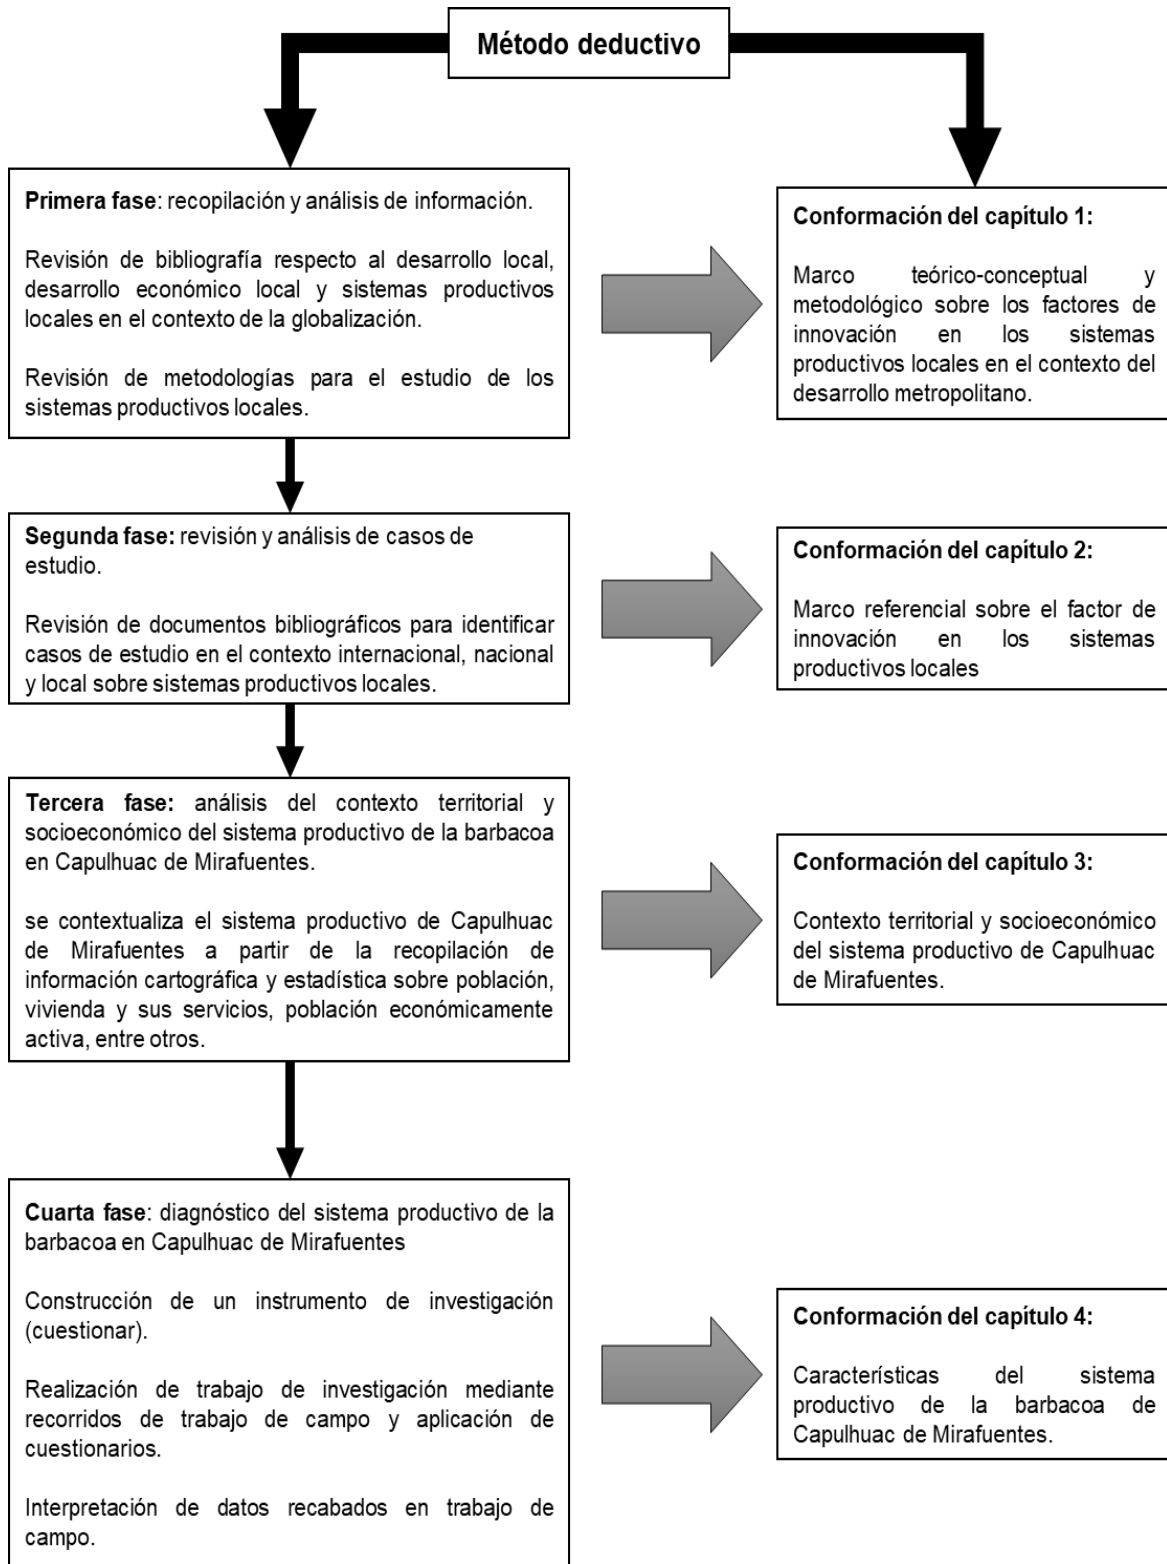 Método deductivo
Primera fase: recopilación y análisis de información.
Revisión de bibliografía respecto al desarrollo local,
desarrollo económico local y sistemas productivos
locales en el contexto de la globalización.
Revisión de metodologías para el estudio de los
sistemas productivos locales.
Conformación del capítulo 1:
Marco teórico-conceptual y
metodológico sobre los factores de
innovación en los sistemas
productivos locales en el contexto del
desarrollo metropolitano.
Segunda fase: revisión y análisis de casos de
estudio.
Revisión de documentos bibliográficos para identificar
casos de estudio en el contexto internacional, nacional
y local sobre sistemas productivos locales.
Conformación del capítulo 2:
Marco referencial sobre el factor de
innovación en los sistemas
productivos locales
Tercera fase: análisis del contexto territorial y
socioeconómico del sistema productivo de la barbacoa
en Capulhuac de Mirafuentes.
se contextualiza el sistema productivo de Capulhuac
de Mirafuentes a partir de la recopilación de
información cartográfica y estadística sobre población,
vivienda y sus servicios, población económicamente
activa, entre otros.
Conformación del capítulo 3:
Contexto territorial y socioeconómico
del sistema productivo de Capulhuac
de Mirafuentes.
Cuarta fase: diagnóstico del sistema productivo de la
barbacoa en Capulhuac de Mirafuentes
Construcción de un instrumento de investigación
(cuestionar).
Realización de trabajo de investigación mediante
recorridos de trabajo de campo y aplicación de
cuestionarios.
Interpretación de datos recabados en trabajo de
campo.
Conformación del capítulo 4:
Características del sistema
productivo de la barbacoa de
Capulhuac de Mirafuentes.